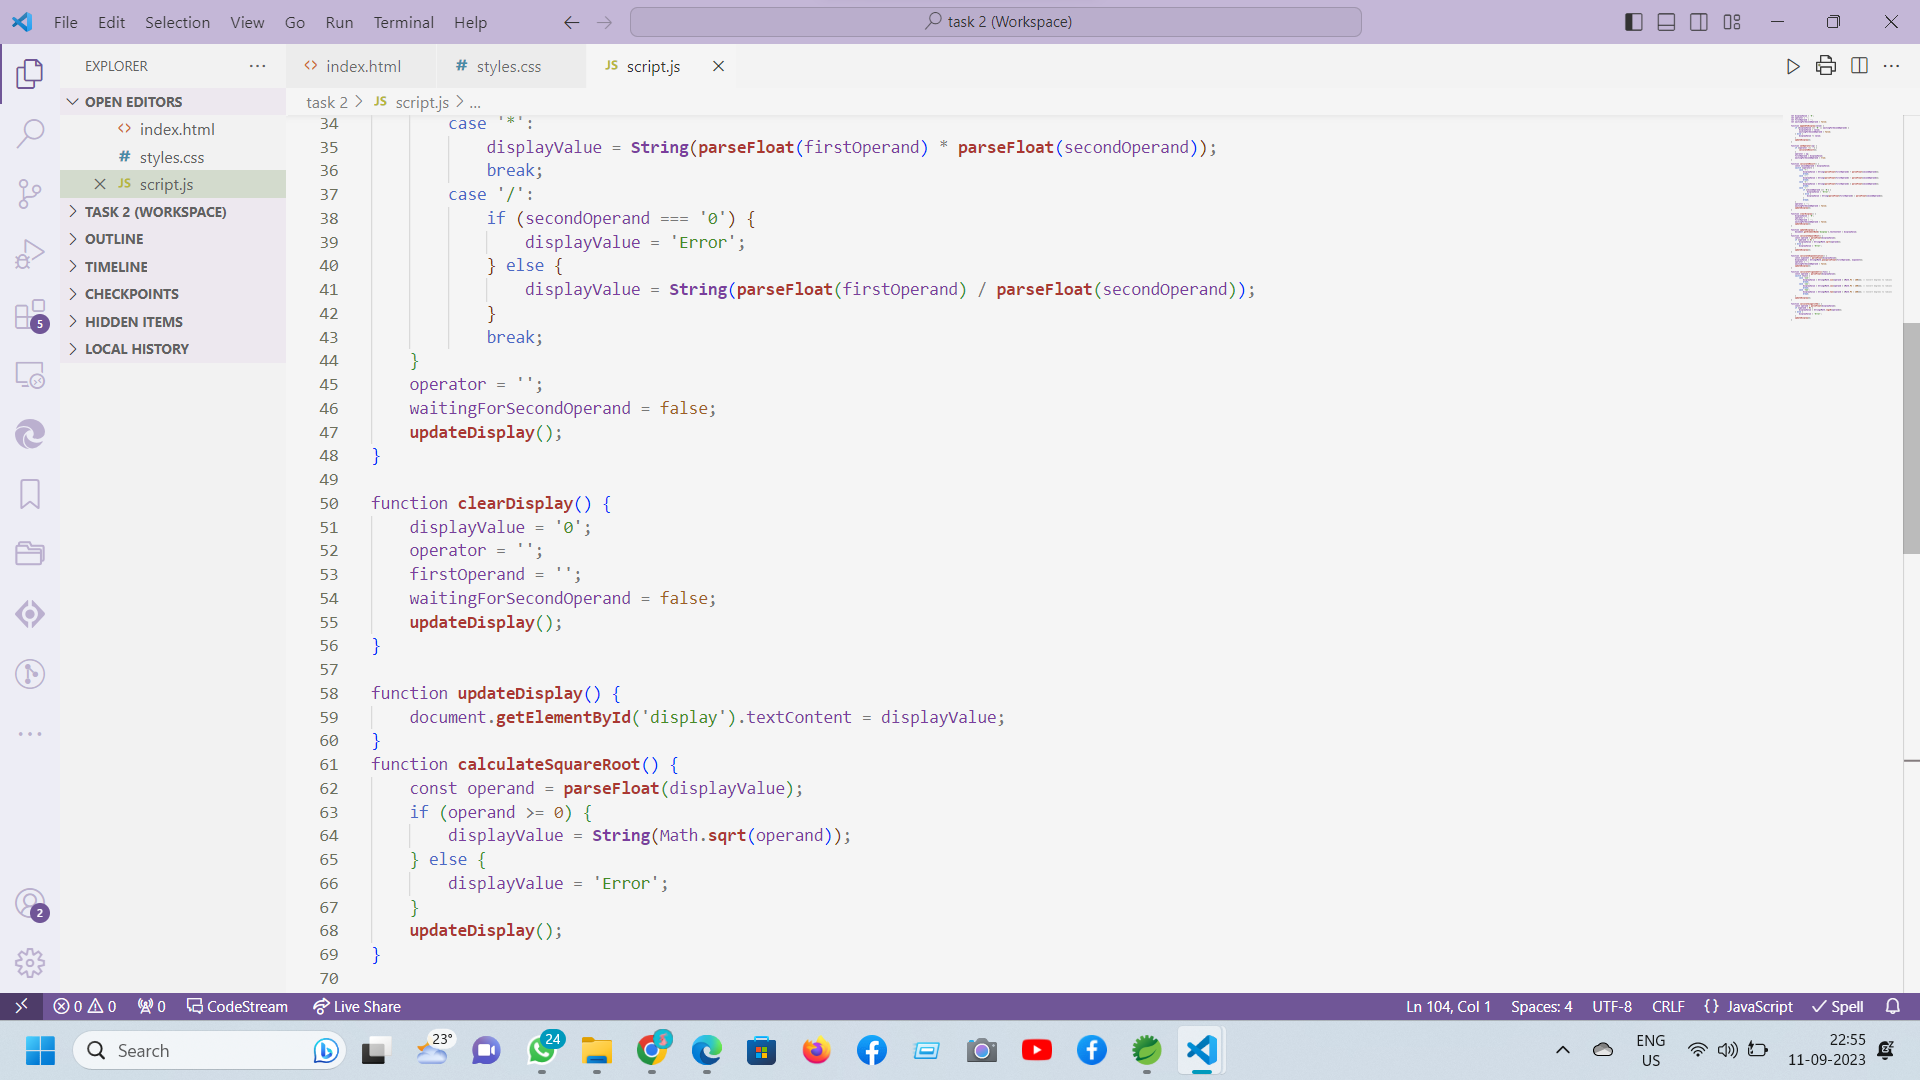 File Edit Selection View Go Run Terminal Help
task 2 (Workspace)
EXPLORER
OPEN EDITORS
index.html
# styles.css
JS script.js
TASK 2 (WORKSPACE)
OUTLINE
TIMELINE
CHECKPOINTS
HIDDEN ITEMS
LOCAL HISTORY
5
2
index.html # styles.css JS script.js
task 2 > JS script.js > ...
34 case '*':
35 displayValue = String(parseFloat(firstOperand) * parseFloat(secondOperand));
36 break;
37 case '/':
38 if (secondOperand === '0') {
39 displayValue = 'Error';
40 } else {
41 displayValue = String(parseFloat(firstOperand) / parseFloat(secondOperand));
42 }
43 break;
44 }
45 operator = '';
46 waitingForSecondOperand = false;
47 updateDisplay();
48 }
49
50 function clearDisplay() {
51 displayValue = '0';
52 operator = '';
53 firstOperand = '';
54 waitingForSecondOperand = false;
55 updateDisplay();
56 }
57
58 function updateDisplay() {
59 document.getElementById('display').textContent = displayValue;
60 }
61 function calculateSquareRoot() {
62 const operand = parseFloat(displayValue);
63 if (operand >= 0) {
64 displayValue = String(Math.sqrt(operand));
65 } else {
66 displayValue = 'Error';
67 }
68 updateDisplay();
69 }
70
0 0 0 CodeStream Live Share Ln 104, Col 1 Spaces: 4 UTF-8 CRLF {} JavaScript Spell
Search 23° 24 ENG US 22:55 11-09-2023